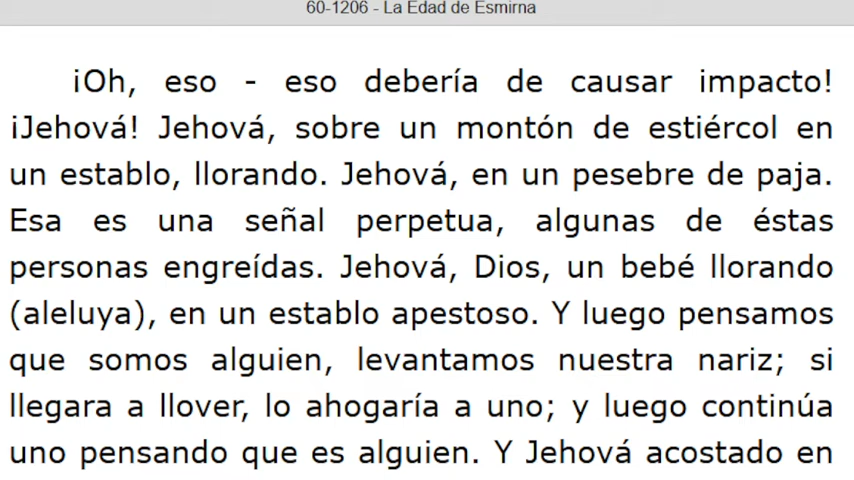 60-1206 - La Edad de Esmirna
¡Oh, eso - eso debería de causar impacto!
¡Jehová! Jehová, sobre un montón de estiércol en
un establo, llorando. Jehová, en un pesebre de paja.
Esa es una señal perpetua, algunas de éstas
personas engreídas. Jehová, Dios, un bebé llorando
(aleluya), en un establo apestoso. Y luego pensamos
que somos alguien, levantamos nuestra nariz; si
llegara a llover, lo ahogaría a uno; y luego continúa
uno pensando que es alguien. Y Jehová acostado en